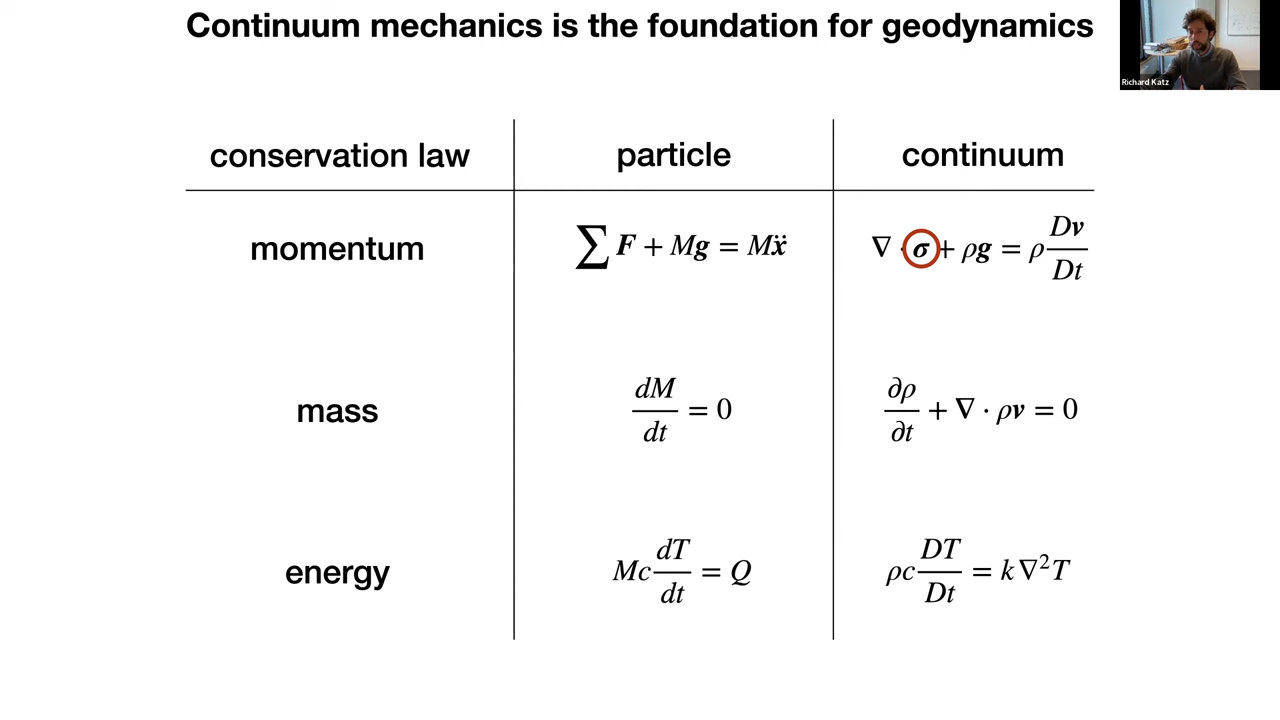 Continuum mechanics is the foundation for geodynamics
Richard Katz
conservation law particle continuum
momentum ∑ F + Mg = Mẍ ∇ · σ + ρg = ρ Dv/Dt
mass dM/dt = 0 ∂ρ/∂t + ∇ · ρv = 0
energy Mc dT/dt = Q ρc DT/Dt = k∇²T